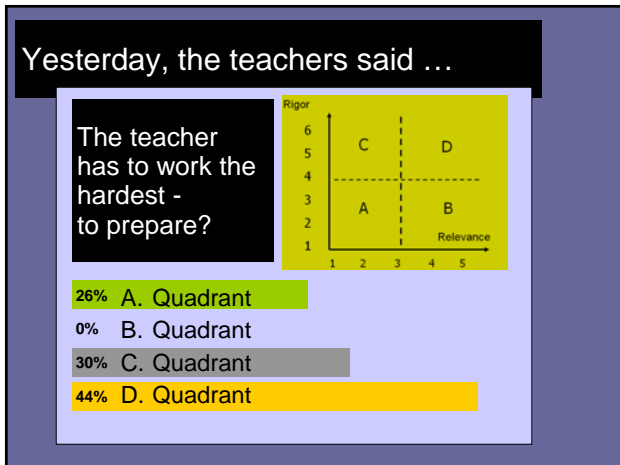 Yesterday, the teachers said …
The teacher
has to work the
hardest -
to prepare?
Rigor
6
5
4
3
2
1
C
D
A
B
Relevance
1 2 3 4 5
26% A. Quadrant
0% B. Quadrant
30% C. Quadrant
44% D. Quadrant